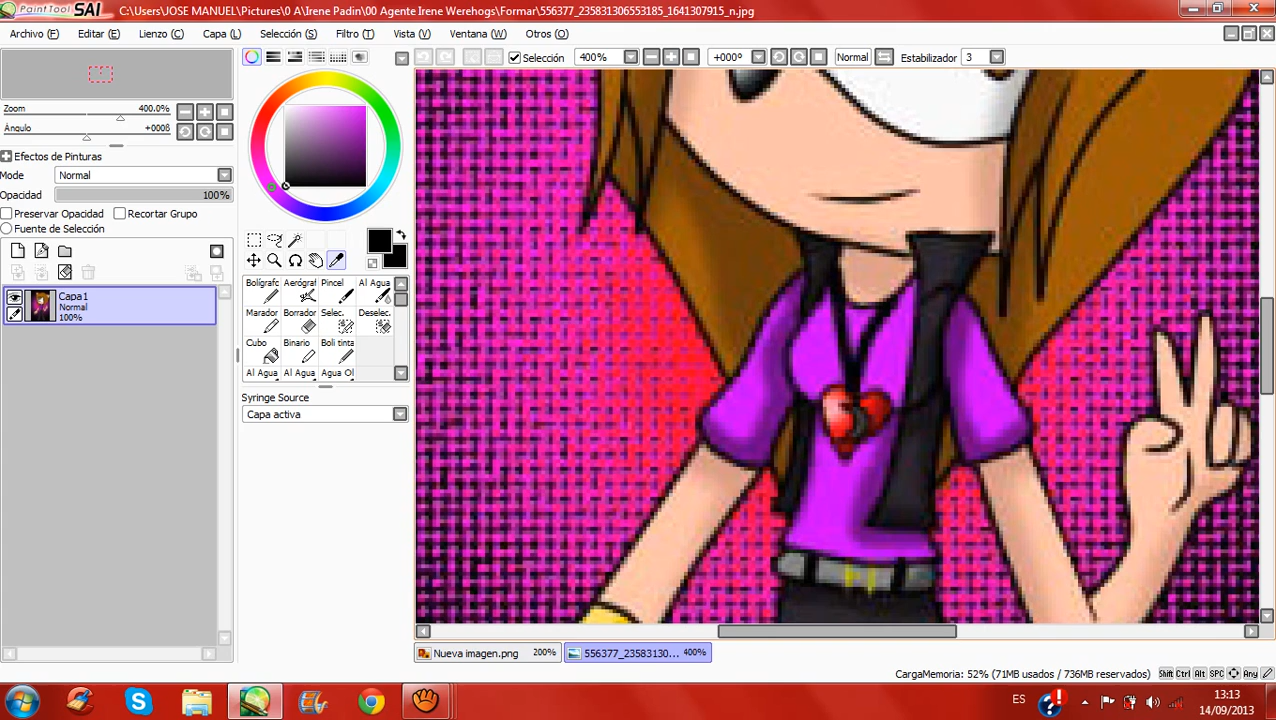 PaintTool SAI C:\Users\JOSE MANUEL\Pictures\0 A\Irene Padin\00 Agente Irene Werehogs\Formar\556377_235831306553185_1641307915_n.jpg
Archivo (F) Editar (E) Lienzo (C) Capa (L) Selección (S) Filtro (T) Vista (V) Ventana (W) Otros (O)
Selección 400% +000º Normal Estabilizador 3
Zoom 400.0%
Angulo +0008
Efectos de Pinturas
Mode Normal
Opacidad 100%
Preservar Opacidad Recortar Grupo
Fuente de Selección
Capa1
Normal
100%
Bolígrafc Aerógraf Pincel Al Agua
Marador Borrador Selec. Deselec.
Cubo Binario Boli tinta
Al Agua Al Agua Agua Ol
Syringe Source
Capa activa
Nueva imagen.png 200% 556377_23583130... 400%
CargaMemoria: 52% (71MB usados / 736MB reservados) Shift Ctrl Alt SPC Any
ES 13:13
14/09/2013